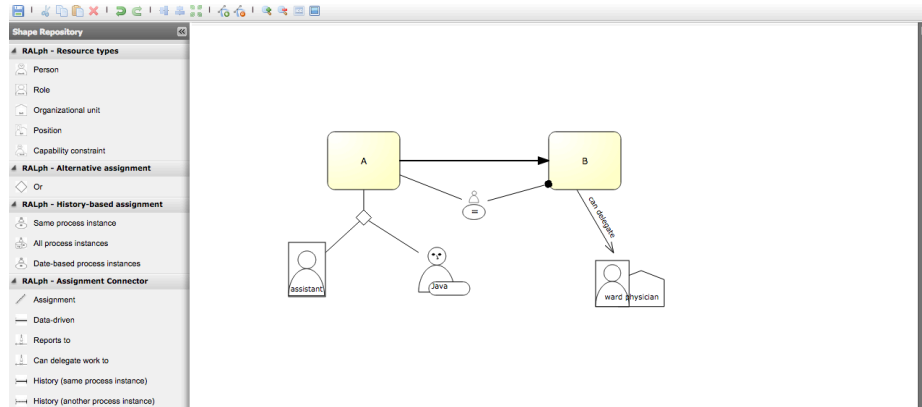 Shape Repository
RALph - Resource types
Person
Role
Organizational unit
Position
Capability constraint
RALph - Alternative assignment
Or
RALph - History-based assignment
Same process instance
All process instances
Date-based process instances
RALph - Assignment Connector
Assignment
Data-driven
Reports to
Can delegate work to
History (same process instance)
History (another process instance)
A
B
=
can delegate
assistant
Java
ward physician